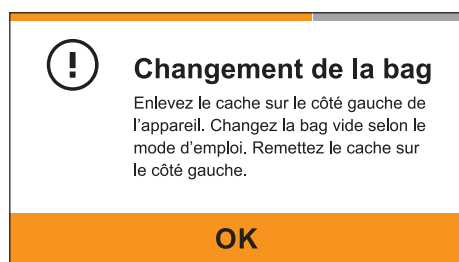 Changement de la bag
Enlevez le cache sur le côté gauche de
l'appareil. Changez la bag vide selon le
mode d'emploi. Remettez le cache sur
le côté gauche.
OK